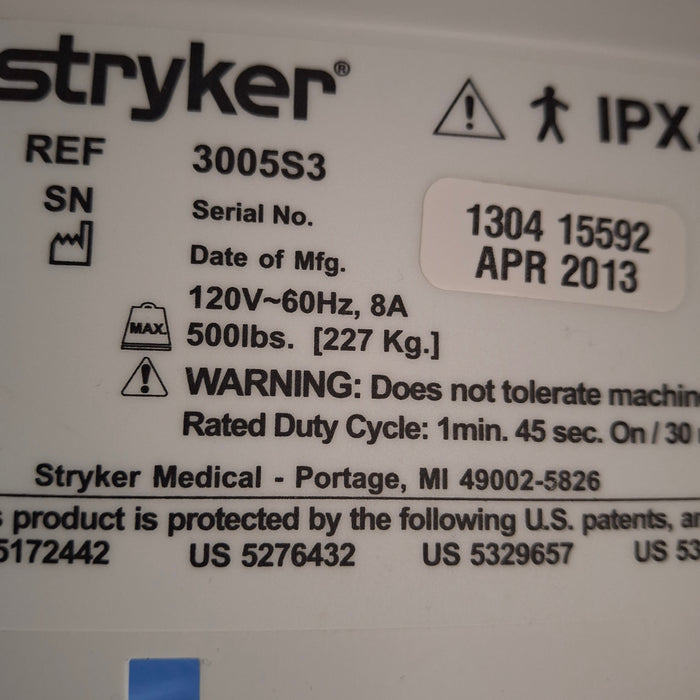 stryker®
IPX
REF 3005S3
SN Serial No. 1304 15592
Date of Mfg. APR 2013
120V~60Hz, 8A
MAX. 500lbs. [227 Kg.]
WARNING: Does not tolerate machin
Rated Duty Cycle: 1min. 45 sec. On / 30
Stryker Medical - Portage, MI 49002-5826
product is protected by the following U.S. patents,
5172442 US 5276432 US 5329657 US 53